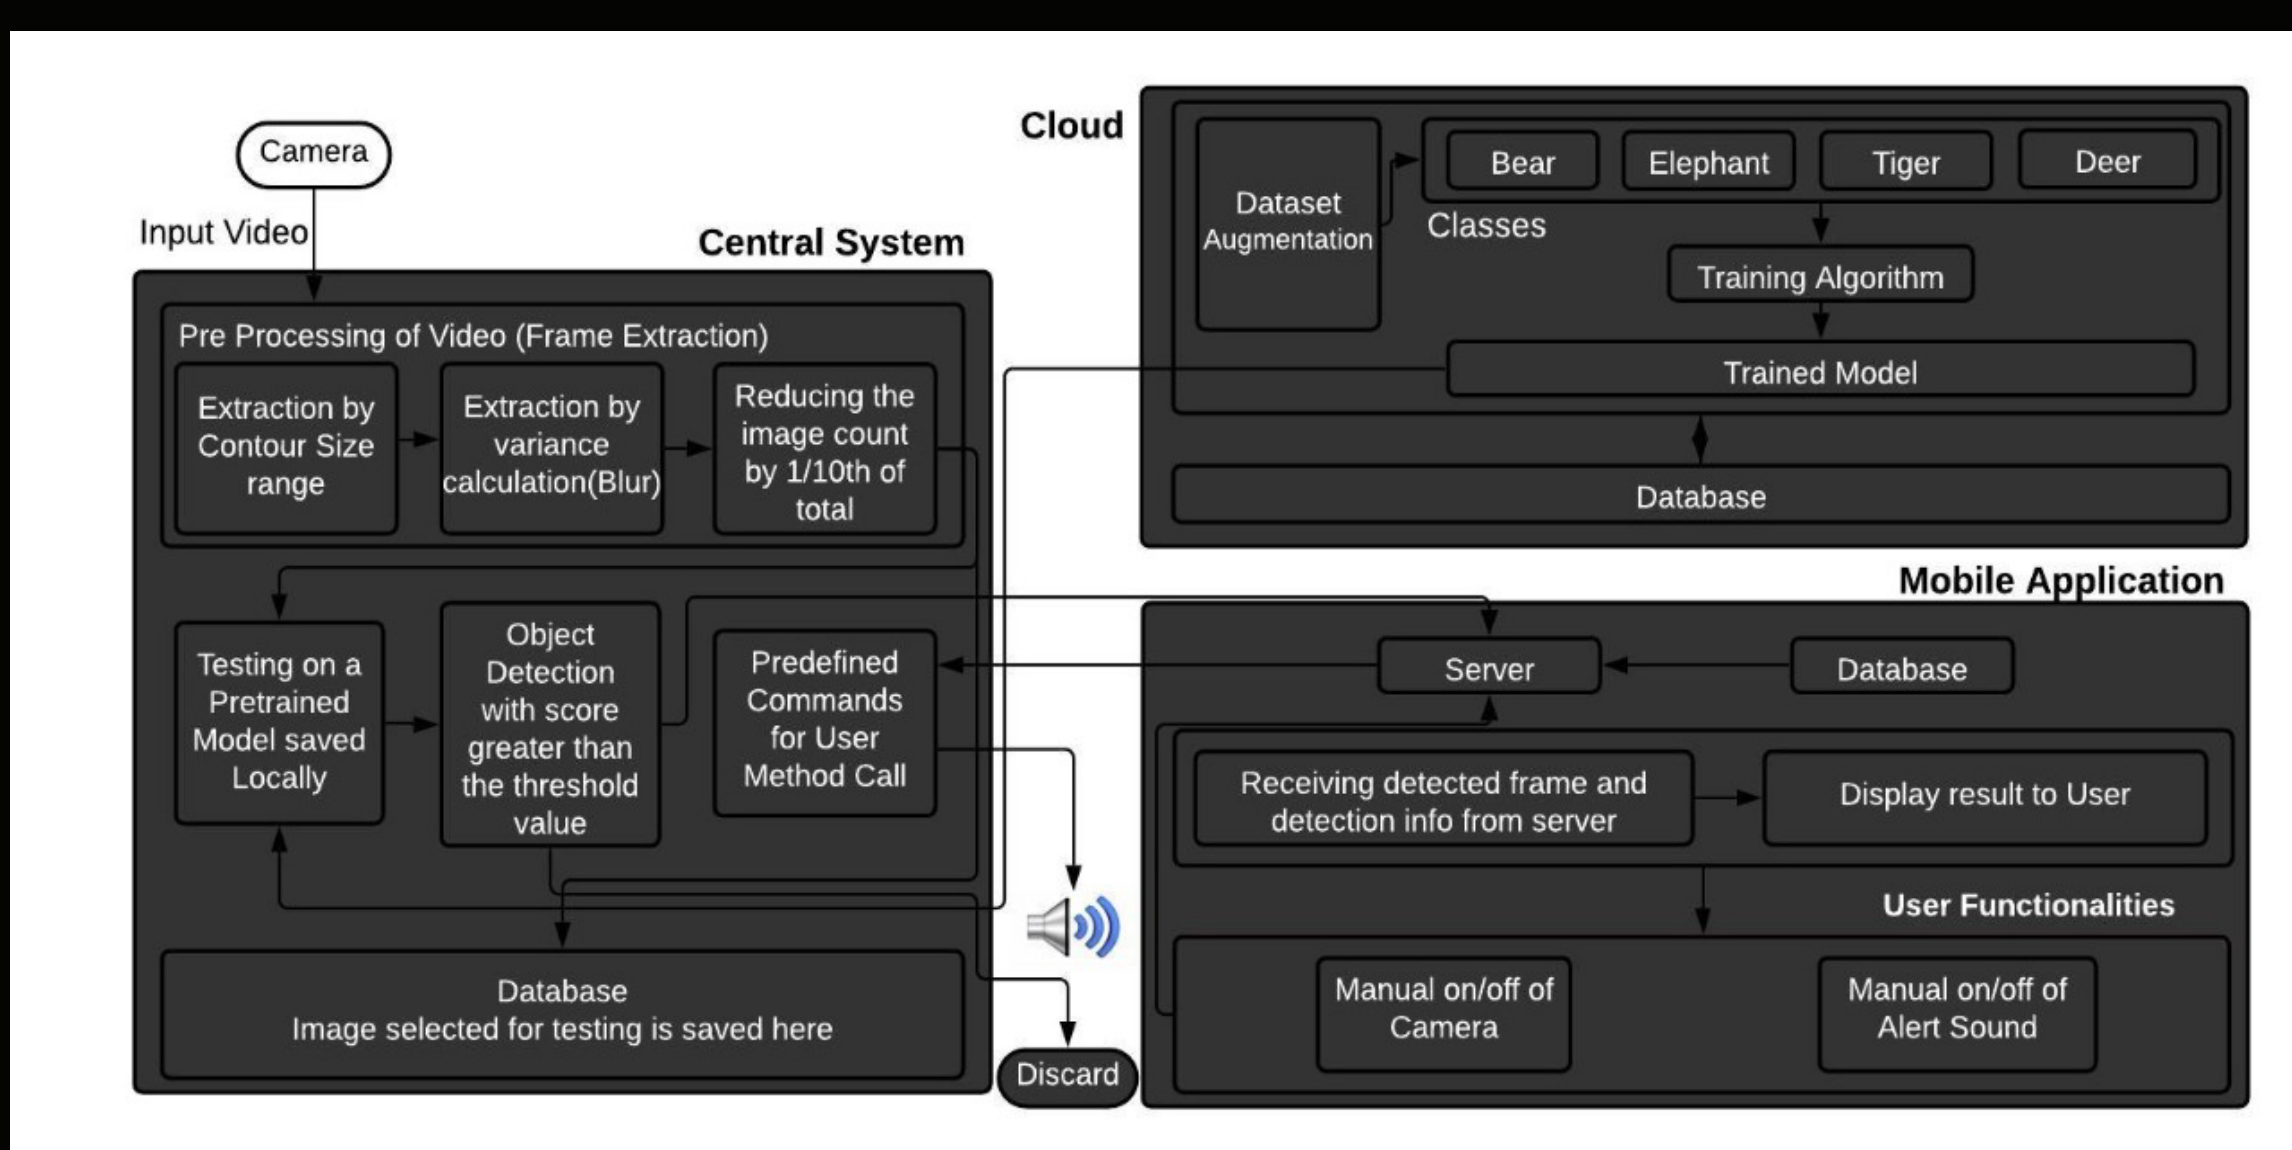 Camera
Input Video
Central System
Pre Processing of Video (Frame Extraction)
Extraction by
Contour Size
range
Extraction by
variance
calculation(Blur)
Reducing the
image count
by 1/10th of
total
Testing on a
Pretrained
Model saved
Locally
Object
Detection
with score
greater than
the threshold
value
Predefined
Commands
for User
Method Call
Database
Image selected for testing is saved here
Discard
Cloud
Dataset
Augmentation
Bear
Elephant
Tiger
Deer
Classes
Training Algorithm
Trained Model
Database
Mobile Application
Server
Database
Receiving detected frame and
detection info from server
Display result to User
User Functionalities
Manual on/off of
Camera
Manual on/off of
Alert Sound